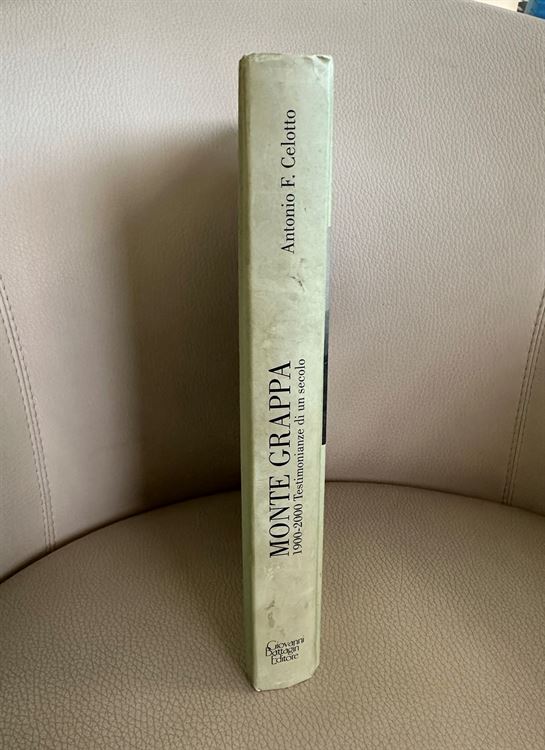 Antonio F. Celotto
MONTE GRAPPA
1900-2000 Testimonianze di un secolo
Giovanni
Battagin
Editore